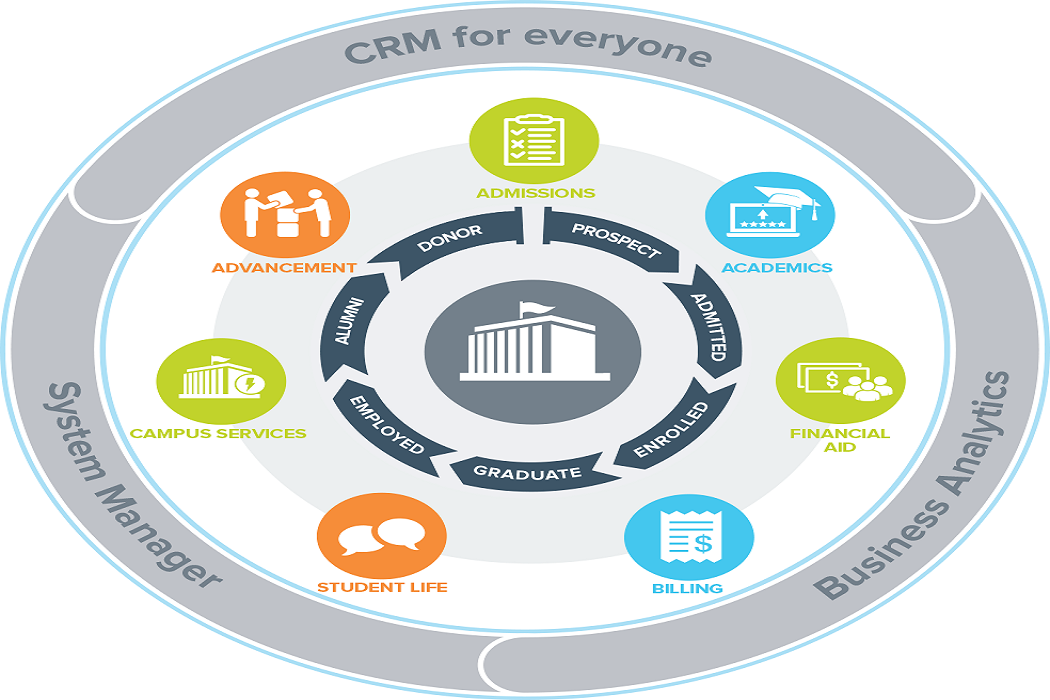 CRM for everyone
ADMISSIONS
ACADEMICS
FINANCIAL
AID
BILLING
STUDENT LIFE
CAMPUS SERVICES
ADVANCEMENT
PROSPECT
ADMITTED
ENROLLED
GRADUATE
EMPLOYED
ALUMNI
DONOR
$
$
Business Analytics
System Manager